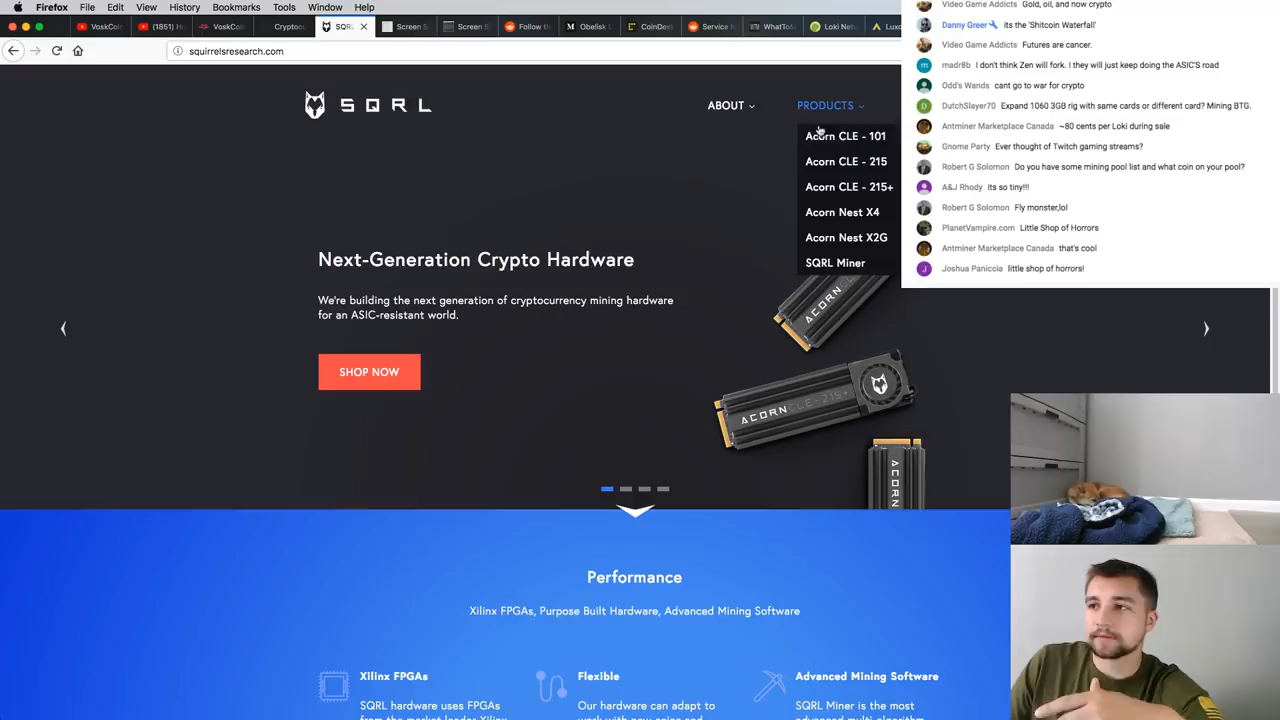 Firefox File Edit View History Bookmarks Tools Window Help
VoskCoin (1851) H VoskC Cryptocu SQRL Screen S Screen S Follow th Obelisk L CoinDes Service N WhatToM Loki Net Luxo
squirrelsresearch.com
SQRL
ABOUT
PRODUCTS
Acorn CLE - 101
Acorn CLE - 215
Acorn CLE - 215+
Acorn Nest X4
Acorn Nest X2G
SQRL Miner
Next-Generation Crypto Hardware
We're building the next generation of cryptocurrency mining hardware
for an ASIC-resistant world.
SHOP NOW
ACORN CLE
ACORN CLE-215+
ACORN
Performance
Xilinx FPGAs, Purpose Built Hardware, Advanced Mining Software
Xilinx FPGAs
SQRL hardware uses FPGAs
from the market leader Xilinx
Flexible
Our hardware can adapt to
work with new coins and
Advanced Mining Software
SQRL Miner is the most
advanced multi-algorithm
Video Game Addicts Gold, oil, and now crypto
Danny Greer its the 'Shitcoin Waterfall'
Video Game Addicts Futures are cancer.
madr8b I don't think Zen will fork. I they will just keep doing the ASIC'S road
Odd's Wands cant go to war for crypto
DutchSlayer70 Expand 1060 3GB rig with same cards or different card? Mining BTG.
Antminer Marketplace Canada ~80 cents per Loki during sale
Gnome Party Ever thought of Twitch gaming streams?
Robert G Solomon Do you have some mining pool list and what coin on your pool?
A&J Rhody its so tiny!!!
Robert G Solomon Fly monster,lol
PlanetVampire.com Little Shop of Horrors
Antminer Marketplace Canada that's cool
Joshua Paniccia little shop of horrors!